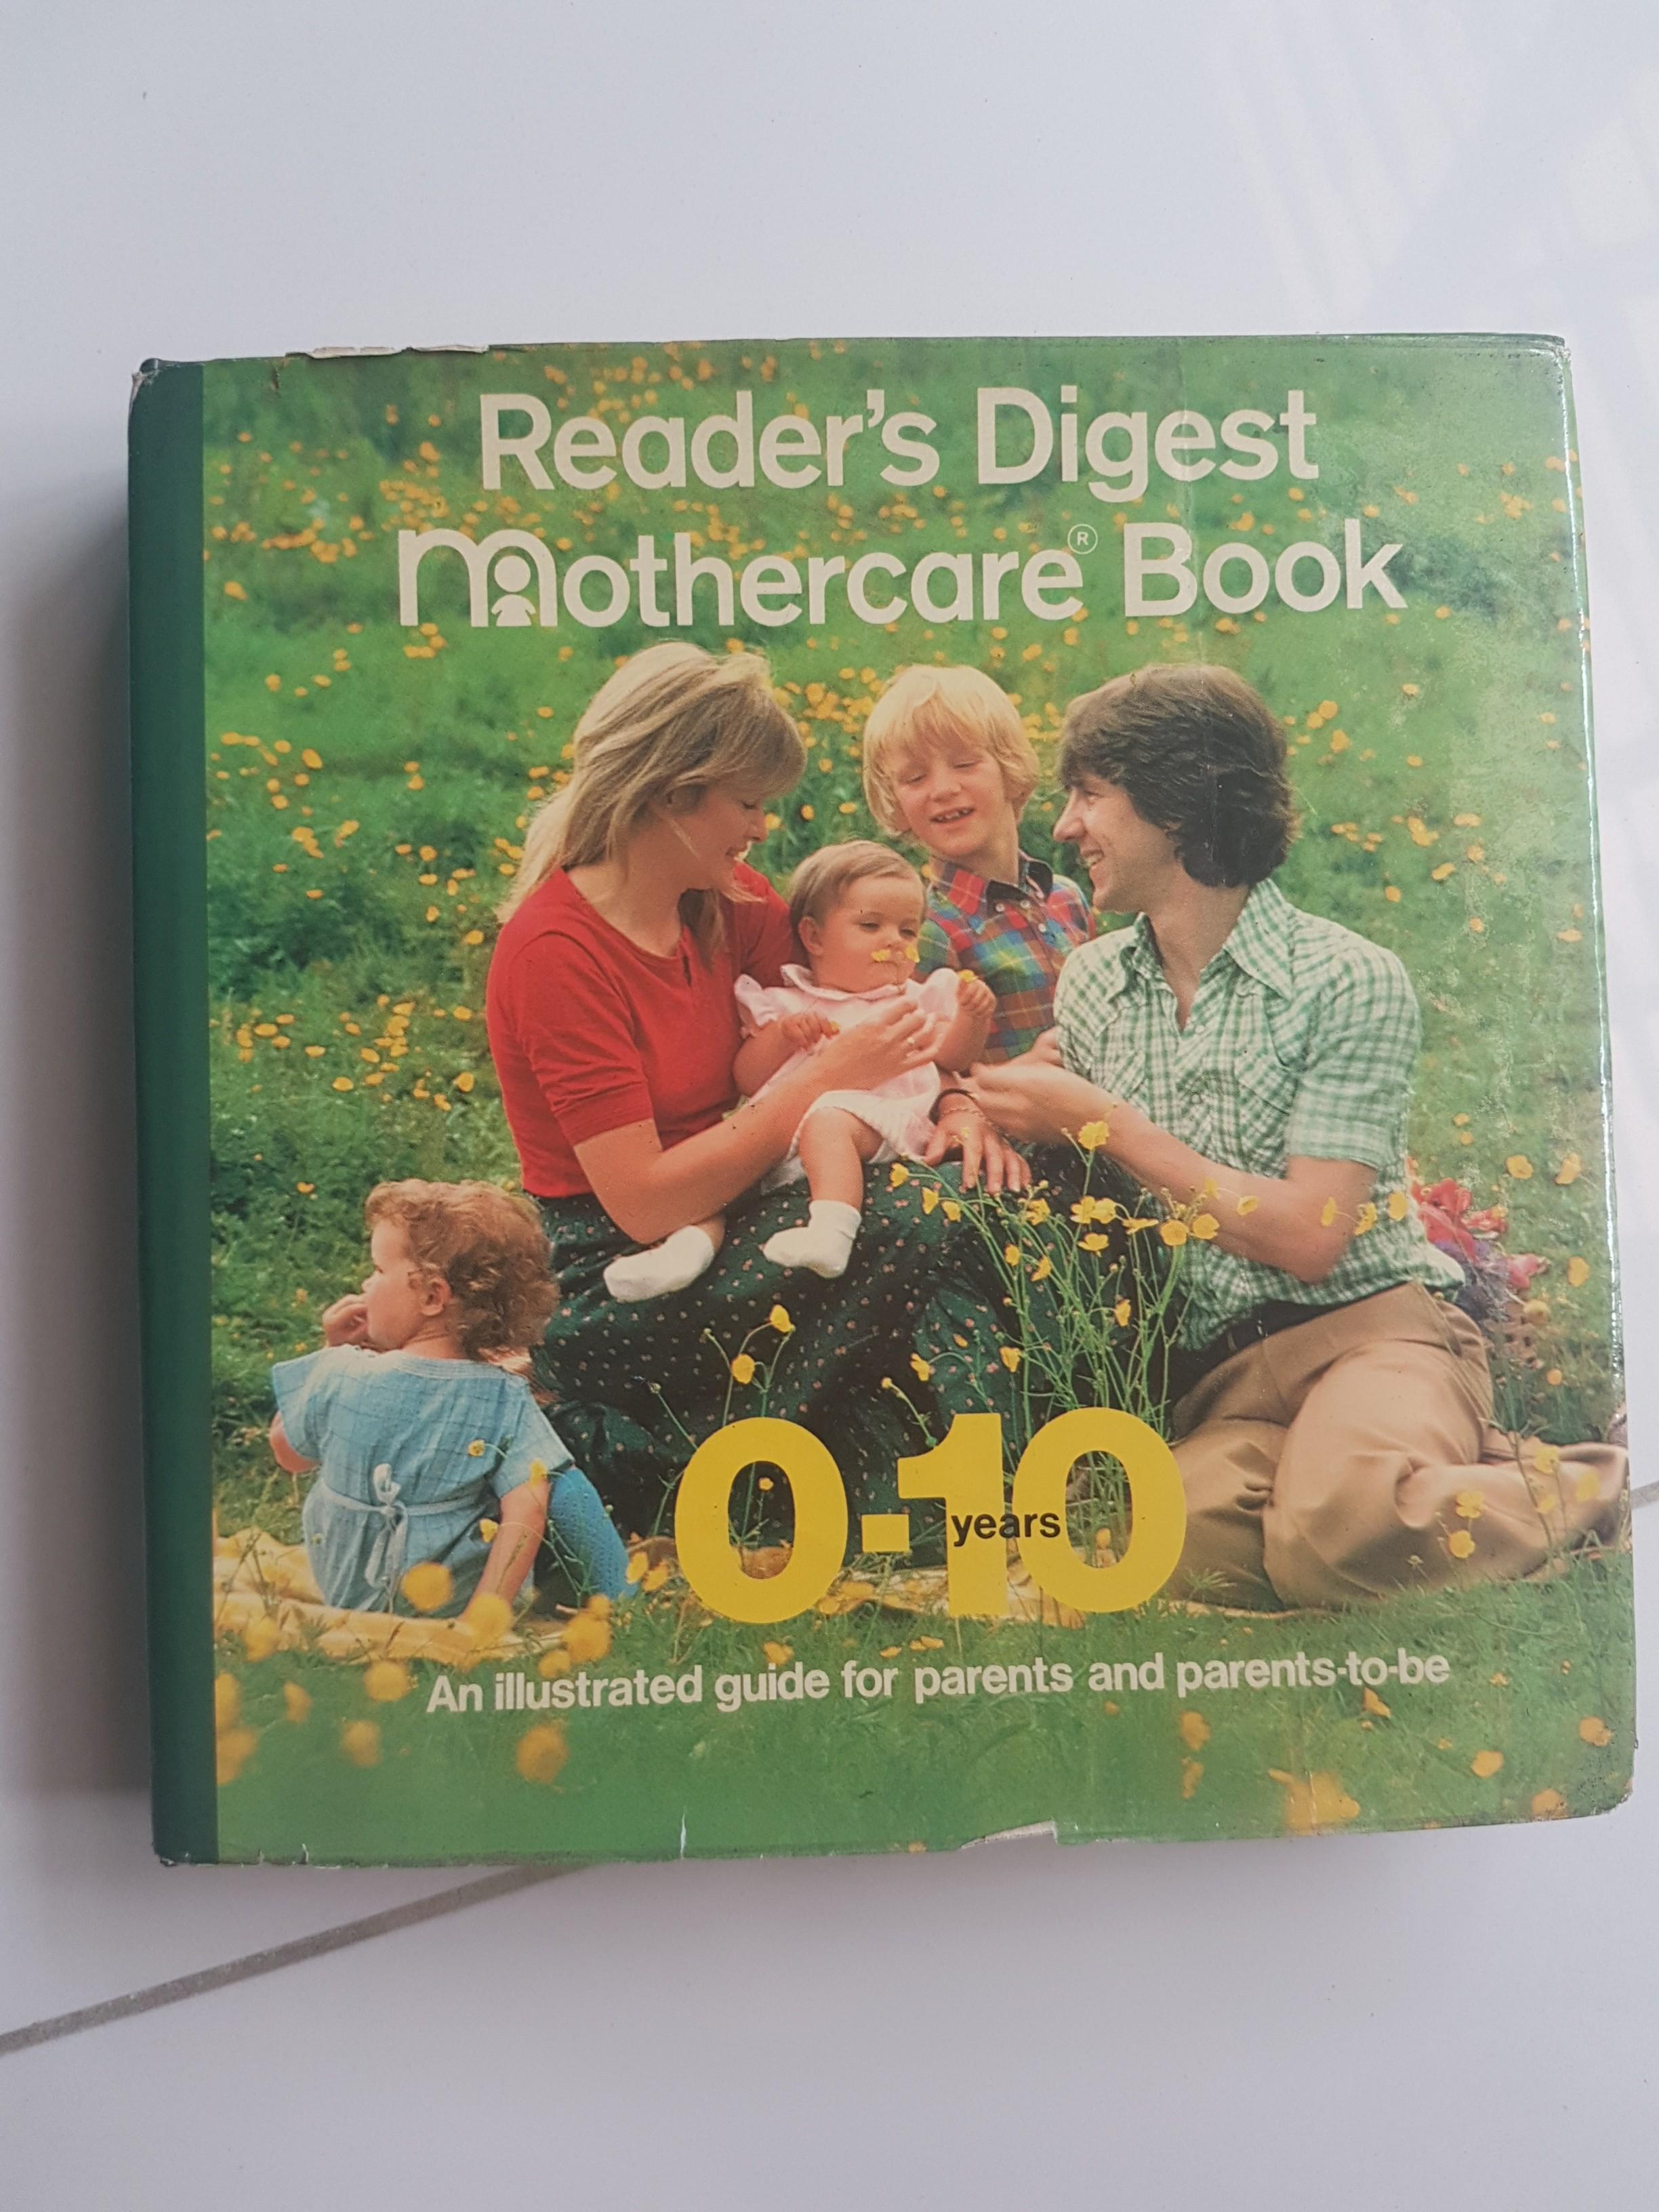 Reader's Digest
mothercare® Book
0-10
years
An illustrated guide for parents and parents-to-be